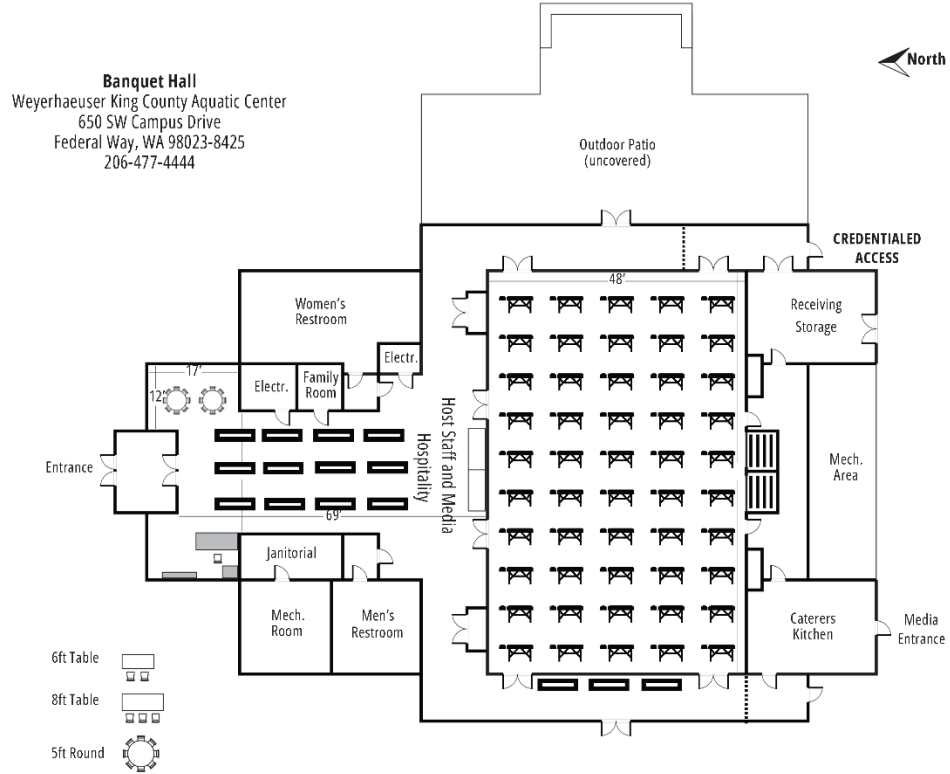 Banquet Hall
Weyerhaeuser King County Aquatic Center
650 SW Campus Drive
Federal Way, WA 98023-8425
206-477-4444
North
Outdoor Patio
(uncovered)
CREDENTIALED
ACCESS
48'
Women's
Restroom
Receiving
Storage
Electr.
17'
Electr.
Family
Room
12'
Host Staff and Media
Hospitality
Entrance
Mech.
Area
69'
Janitorial
Mech.
Room
Men's
Restroom
Caterers
Kitchen
Media
Entrance
6ft Table
8ft Table
5ft Round